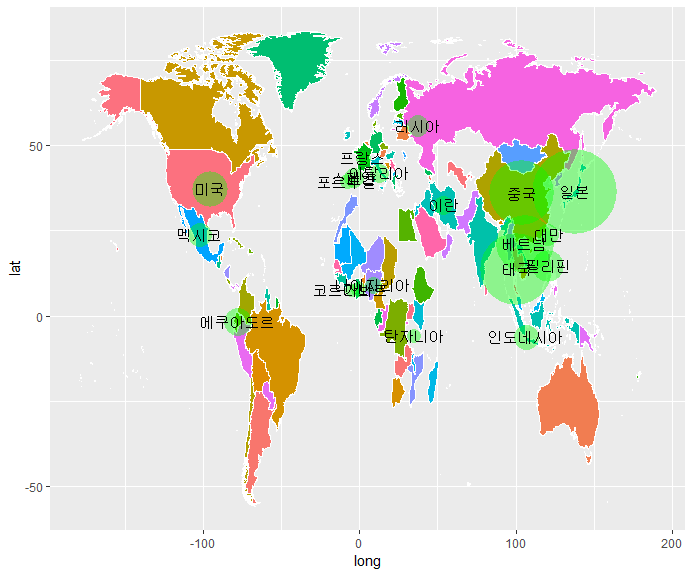 50
0
-50
lat
러시아
프랑스
포르투갈
미국
이란
중국
일본
멕시코
대만
베트남
필리핀
태국
나이지리아
에쿠아도르
탄자니아
인도네시아
-100
0
100
200
long